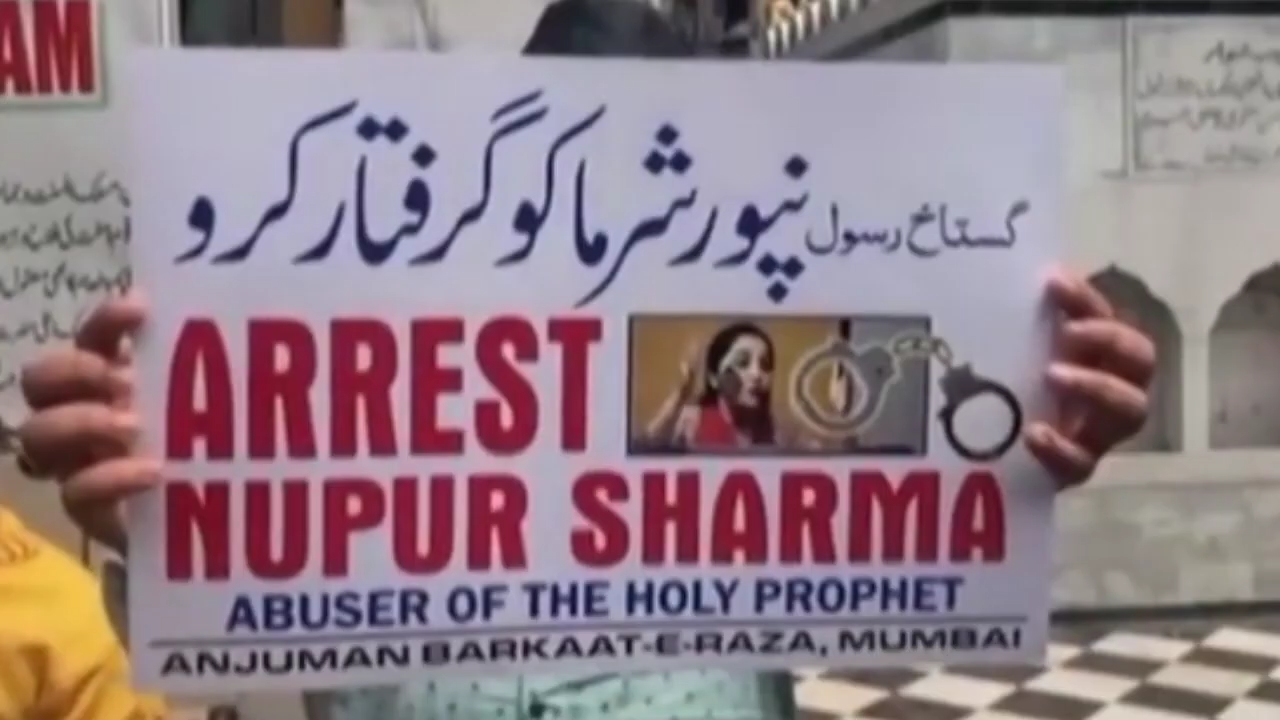 AM
گستاخ رسول نپور شرما کو گرفتار کرو
ARREST
NUPUR SHARMA
ABUSER OF THE HOLY PROPHET
ANJUMAN BARKAAT-E-RAZA, MUMBAI